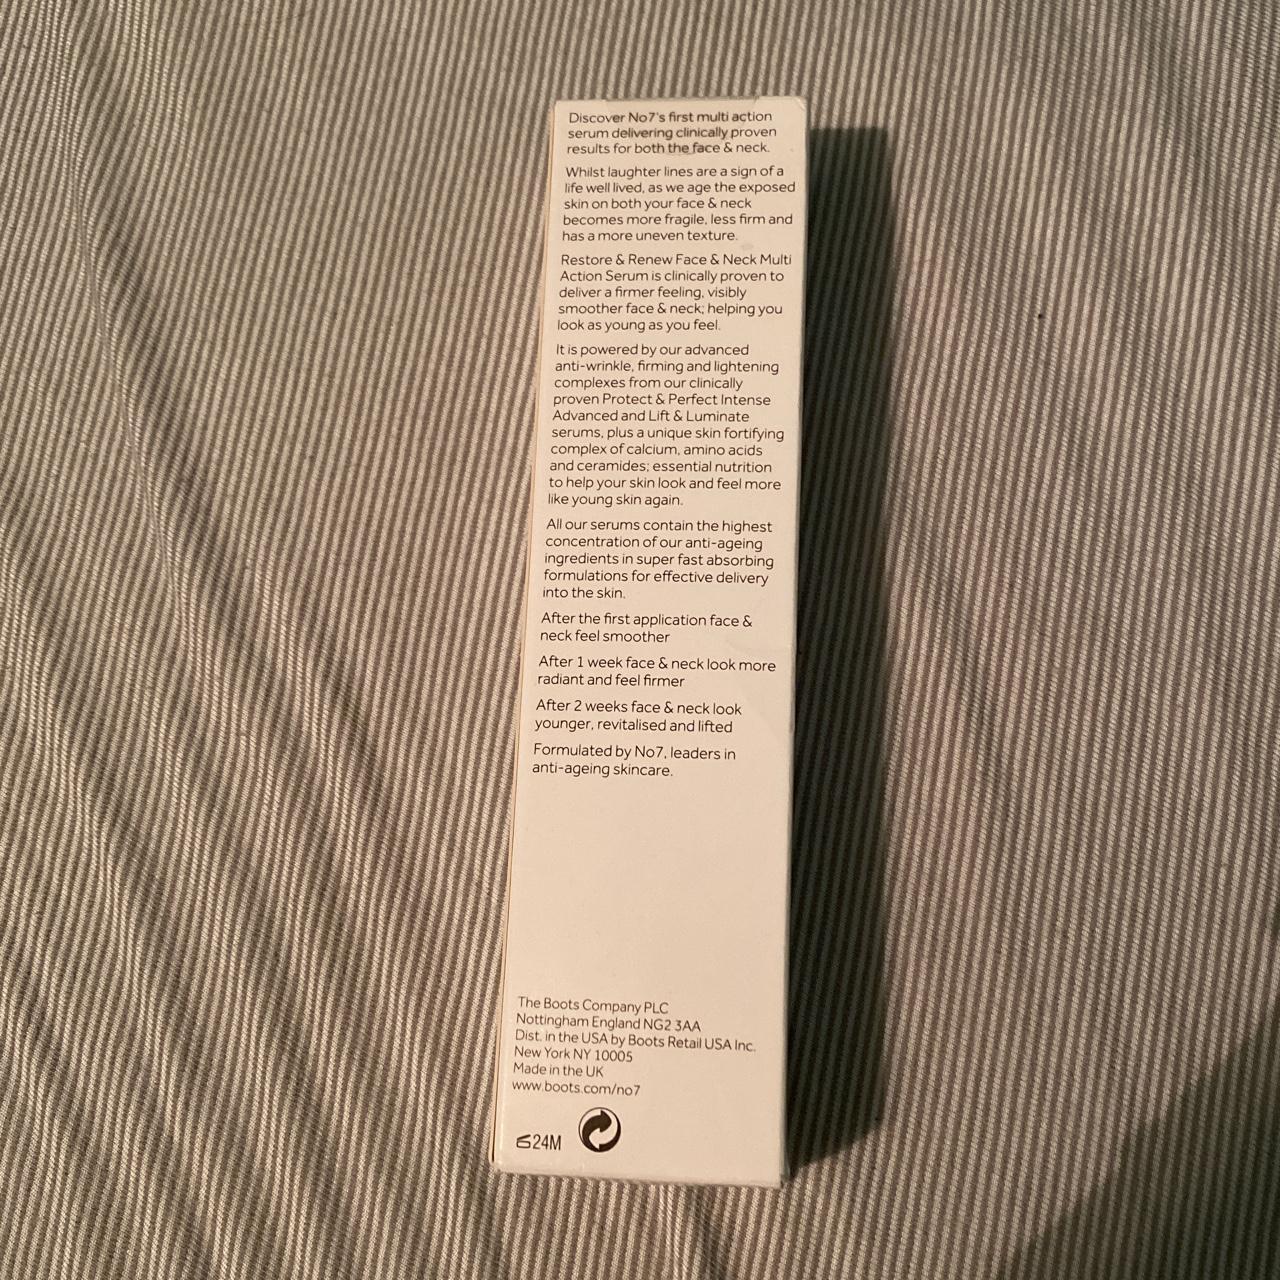 Discover No7's first multi action
serum delivering clinically proven
results for both the face & neck.
Whilst laughter lines are a sign of a
life well lived, as we age the exposed
skin on both your face & neck
becomes more fragile, less firm and
has a more uneven texture.
Restore & Renew Face & Neck Multi
Action Serum is clinically proven to
deliver a firmer feeling, visibly
smoother face & neck; helping you
look as young as you feel.
It is powered by our advanced
anti-wrinkle, firming and lightening
complexes from our clinically
proven Protect & Perfect Intense
Advanced and Lift & Luminate
serums, plus a unique skin fortifying
complex of calcium, amino acids
and ceramides; essential nutrition
to help your skin look and feel more
like young skin again.
All our serums contain the highest
concentration of our anti-ageing
ingredients in super fast absorbing
formulations for effective delivery
into the skin.
After the first application face &
neck feel smoother
After 1 week face & neck look more
radiant and feel firmer
After 2 weeks face & neck look
younger, revitalised and lifted
Formulated by No7, leaders in
anti-ageing skincare.
The Boots Company PLC
Nottingham England NG2 3AA
Dist. in the USA by Boots Retail USA Inc.
New York NY 10005
Made in the UK
www.boots.com/no7
24M